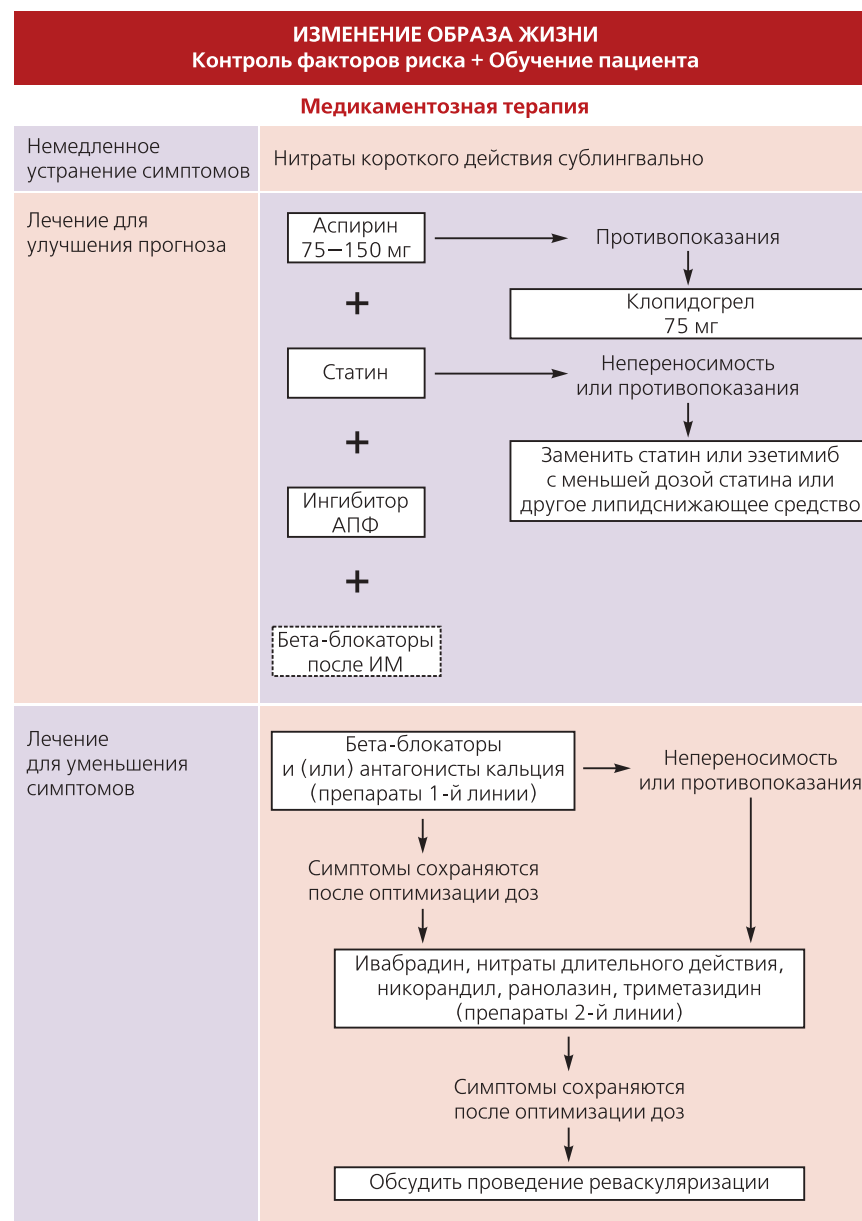 ИЗМЕНЕНИЕ ОБРАЗА ЖИЗНИ
Контроль факторов риска + Обучение пациента
Медикаментозная терапия
Немедленное
устранение симптомов
Нитраты короткого действия сублингвально
Лечение для
улучшения прогноза
Аспирин
75—150 мг
Противопоказания
Клопидогрел
75 мг
+
Статин
Непереносимость
или противопоказания
Заменить статин или эзетимиб
с меньшей дозой статина или
другое липидснижающее средство
+
Ингибитор
АПФ
+
Бета-блокаторы
после ИМ
Лечение
для уменьшения
симптомов
Бета-блокаторы
и (или) антагонисты кальция
(препараты 1-й линии)
Непереносимость
или противопоказания
Симптомы сохраняются
после оптимизации доз
Ивабрадин, нитраты длительного действия,
никорандил, ранолазин, триметазидин
(препараты 2-й линии)
Симптомы сохраняются
после оптимизации доз
Обсудить проведение реваскуляризации